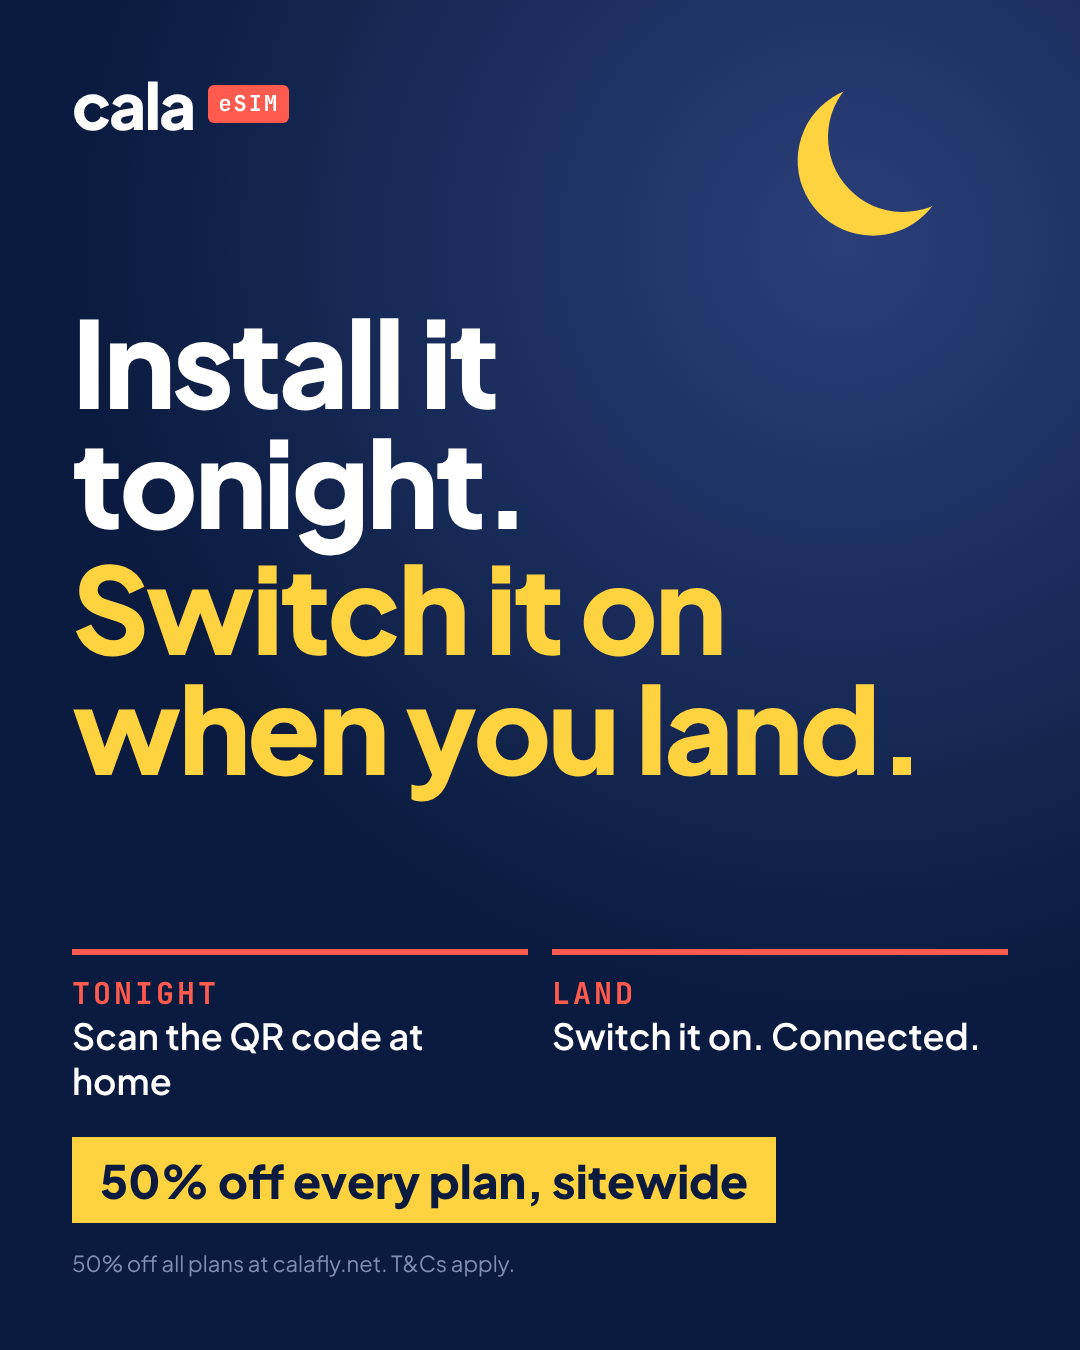 cala eSIM
Install it
tonight.
Switch it on
when you land.
TONIGHT
Scan the QR code at
home
LAND
Switch it on. Connected.
50% off every plan, sitewide
50% off all plans at calafly.net. T&Cs apply.